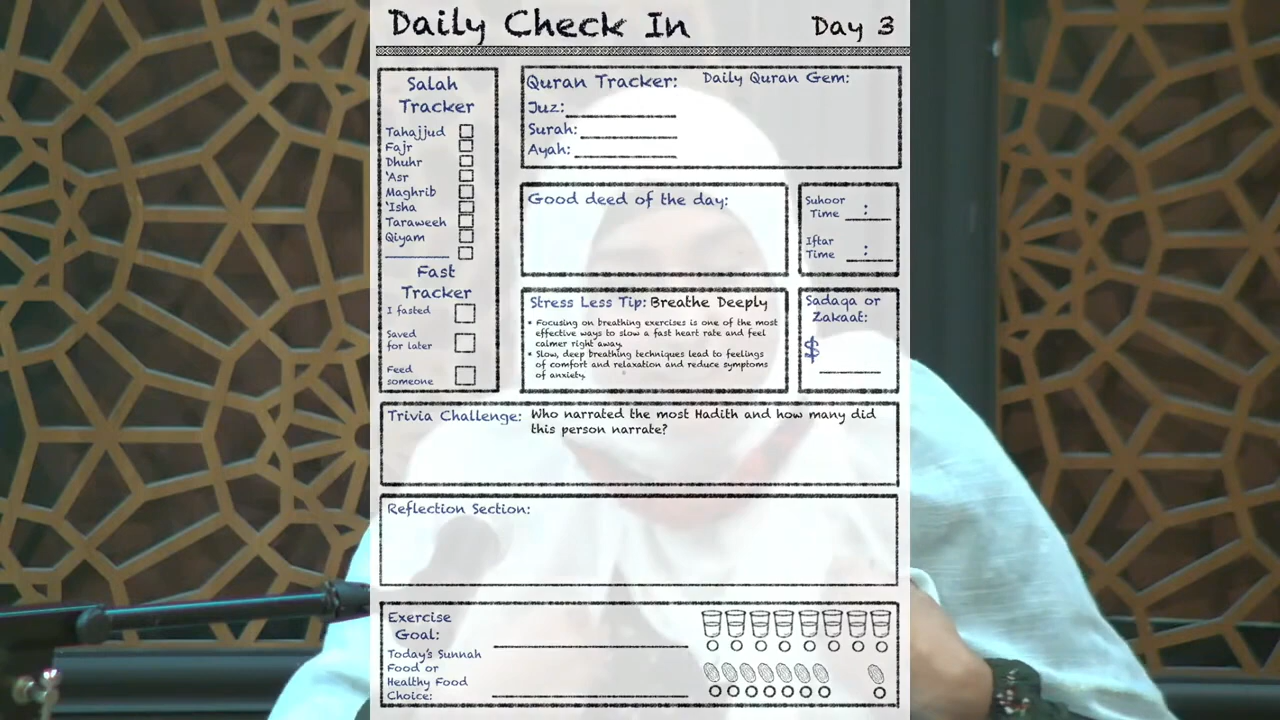 Daily Check In
Day 3
Salah
Tracker
Tahajjud
Fajr
Dhuhr
'Asr
Maghrib
'Isha
Taraweeh
Qiyam
Fast
Tracker
I fasted
Saved
for later
Feed
someone
Quran Tracker:
Juz:
Surah:
Ayah:
Daily Quran Gem:
Good deed of the day:
Suhoor
Time :
Iftar
Time :
Stress Less Tip: Breathe Deeply
* Focusing on breathing exercises is one of the most
effective ways to slow a fast heart rate and feel
calmer right away.
* Slow, deep breathing techniques lead to feelings
of comfort and relaxation and reduce symptoms
of anxiety.
Sadaqa or
Zakaat:
$
Trivia Challenge: Who narrated the most Hadith and how many did
this person narrate?
Reflection Section:
Exercise
Goal:
Today's Sunnah
Food or
Healthy Food
Choice: